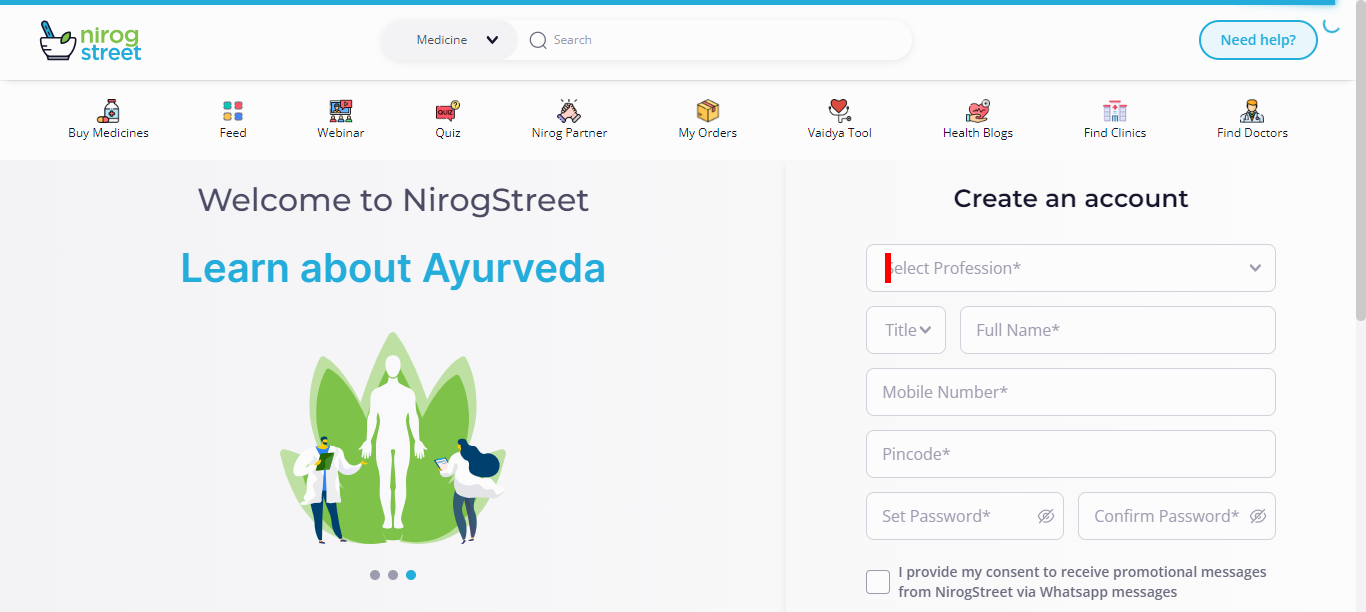 nirog
street
Medicine
Search
Need help?
Buy Medicines
Feed
Webinar
QUIZ
?
Quiz
Nirog Partner
My Orders
Vaidya Tool
Health Blogs
Find Clinics
Find Doctors
Welcome to NirogStreet
Learn about Ayurveda
Create an account
Select Profession*
Title
Full Name*
Mobile Number*
Pincode*
Set Password*
Confirm Password*
I provide my consent to receive promotional messages
from NirogStreet via Whatsapp messages